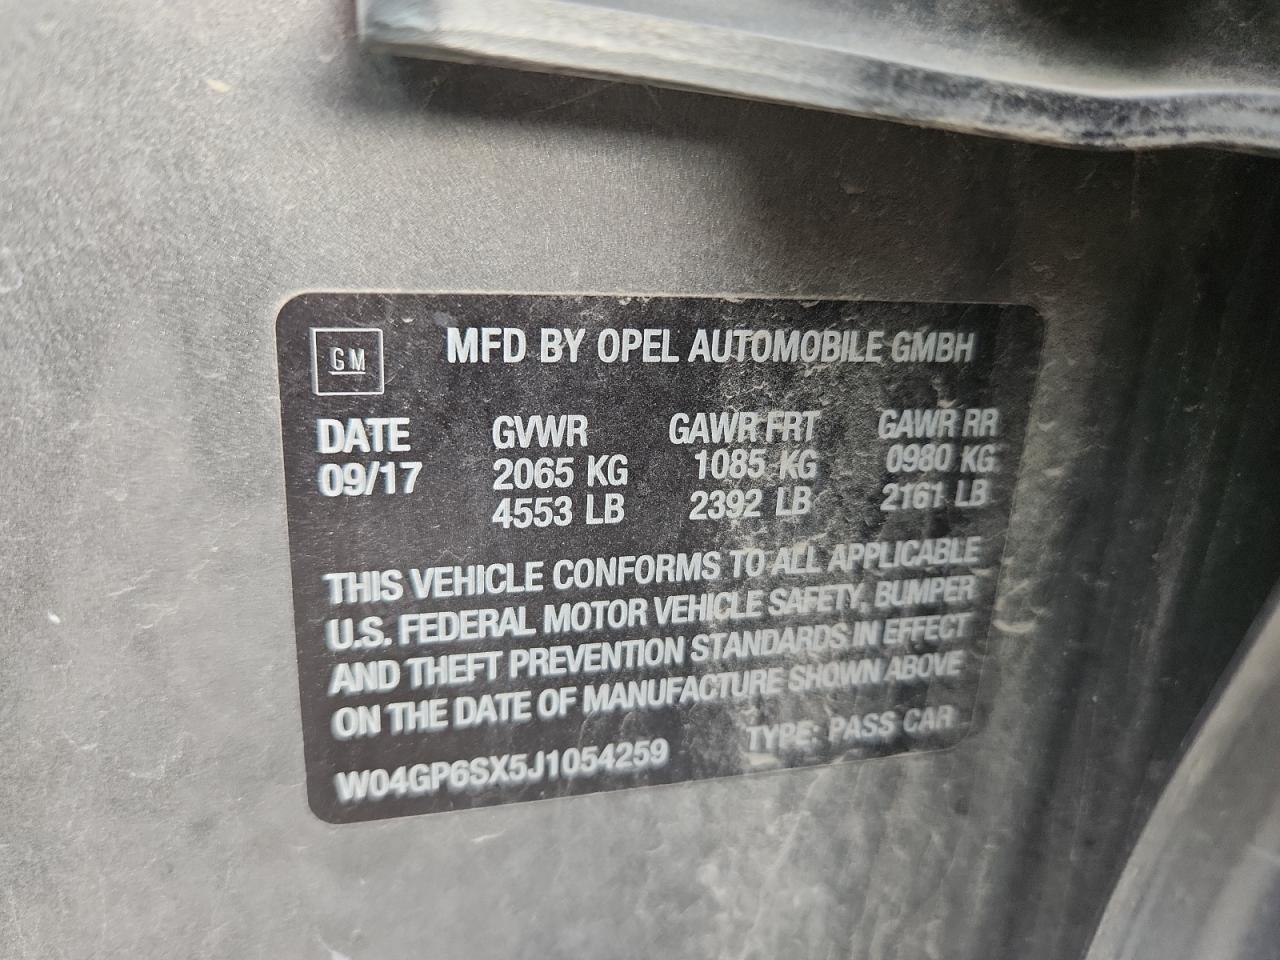 GM
MFD BY OPEL AUTOMOBILE GMBH
DATE GVWR GAWR FRT GAWR RR
09/17 2065 KG 1085 KG 0980 KG
4553 LB 2392 LB 2161 LB
THIS VEHICLE CONFORMS TO ALL APPLICABLE
U.S. FEDERAL MOTOR VEHICLE SAFETY, BUMPER
AND THEFT PREVENTION STANDARDS IN EFFECT
ON THE DATE OF MANUFACTURE SHOWN ABOVE
W04GP6SX5J1054259 TYPE: PASS CAR